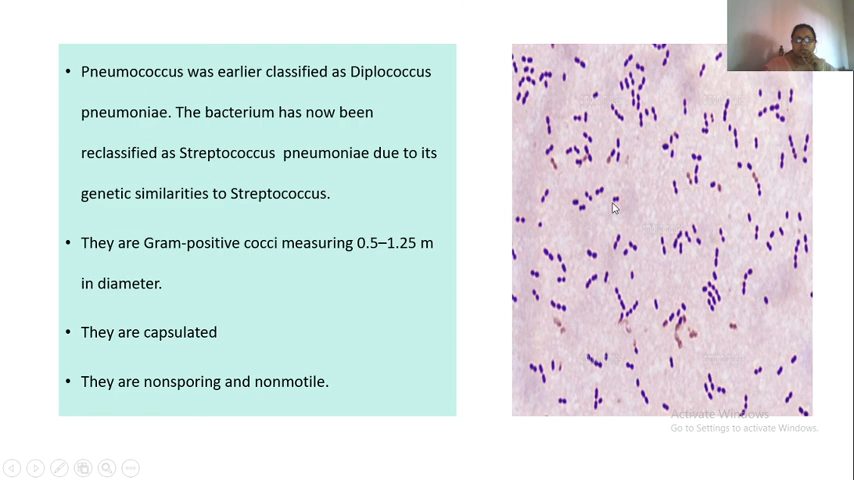 • Pneumococcus was earlier classified as Diplococcus
pneumoniae. The bacterium has now been
reclassified as Streptococcus pneumoniae due to its
genetic similarities to Streptococcus.
• They are Gram-positive cocci measuring 0.5–1.25 m
in diameter.
• They are capsulated
• They are nonsporing and nonmotile.
Activate Windows
Go to Settings to activate Windows.